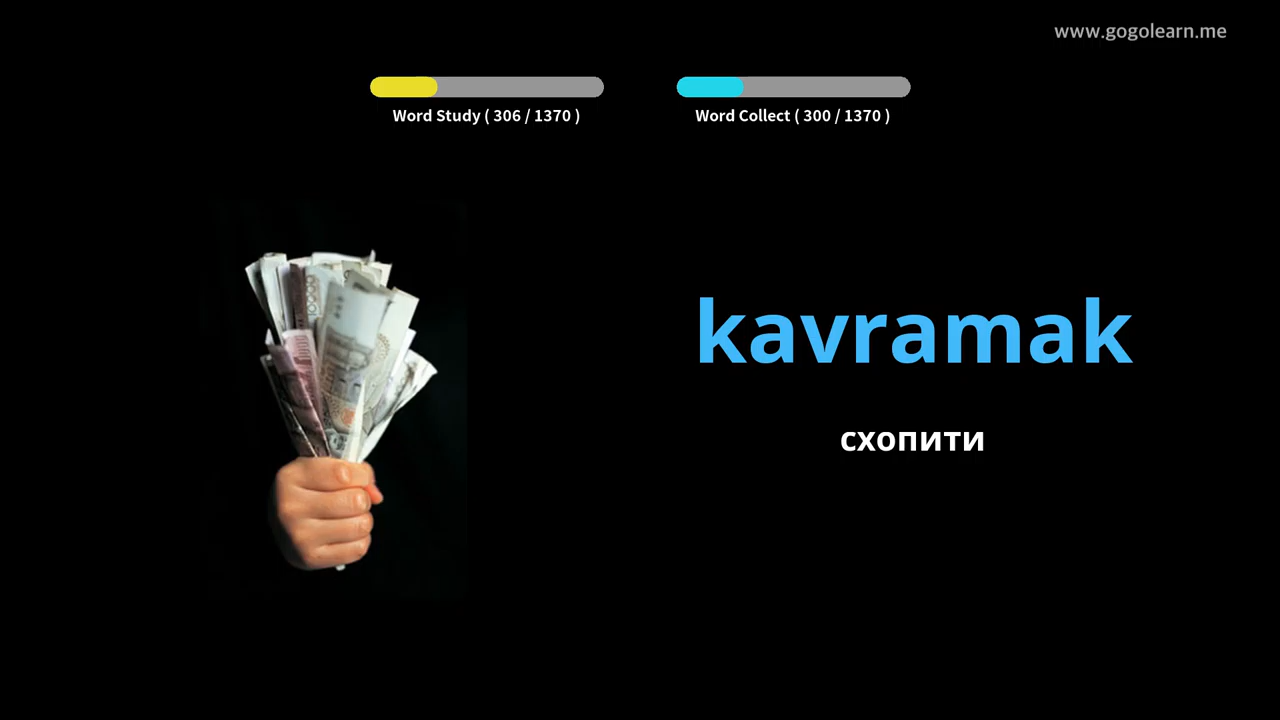 www.gogolearn.me
Word Study ( 306 / 1370 )
Word Collect ( 300 / 1370 )
kavramak
схопити